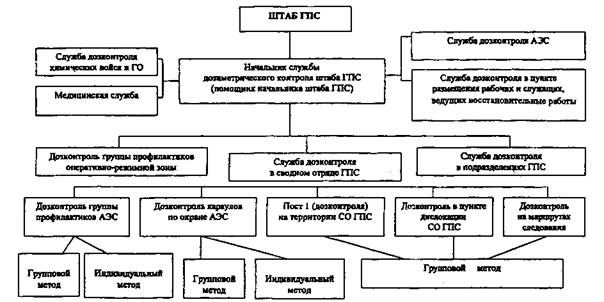 ШТАБ ГПС
Служба дозконтроля
химических войск и ГО
Медицинская служба
Начальник службы
дозиметрического контроля штаба ГПС
(помощник начальника штаба ГПС)
Служба дозконтроля АЭС
Служба дозконтроля в пункте
размещения рабочих и служащих,
ведущих восстановительные работы
Дозконтроль группы профилактиков
оперативно-режимной зоны
Служба дозконтроля
в сводном отряде ГПС
Служба дозконтроля
в подразделениях ГПС
Дозконтроль группы
профилактиков АЭС
Дозконтроль караулов
по охране АЭС
Пост 1 (дозконтроля)
на территории СО ГПС
Дозконтроль в пункте
дислокации
СО ГПС
Дозконтроль
на маршрутах
следования
Групповой
метод
Индивидуальный
метод
Групповой
метод
Индивидуальный
метод
Групповой метод